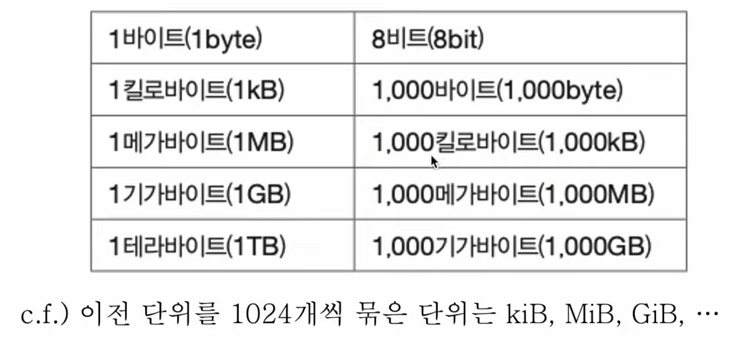 1바이트(1byte) 8비트(8bit)
1킬로바이트(1kB) 1,000바이트(1,000byte)
1메가바이트(1MB) 1,000킬로바이트(1,000kB)
1기가바이트(1GB) 1,000메가바이트(1,000MB)
1테라바이트(1TB) 1,000기가바이트(1,000GB)
c.f.) 이전 단위를 1024개씩 묶은 단위는 kiB, MiB, GiB, ⋯